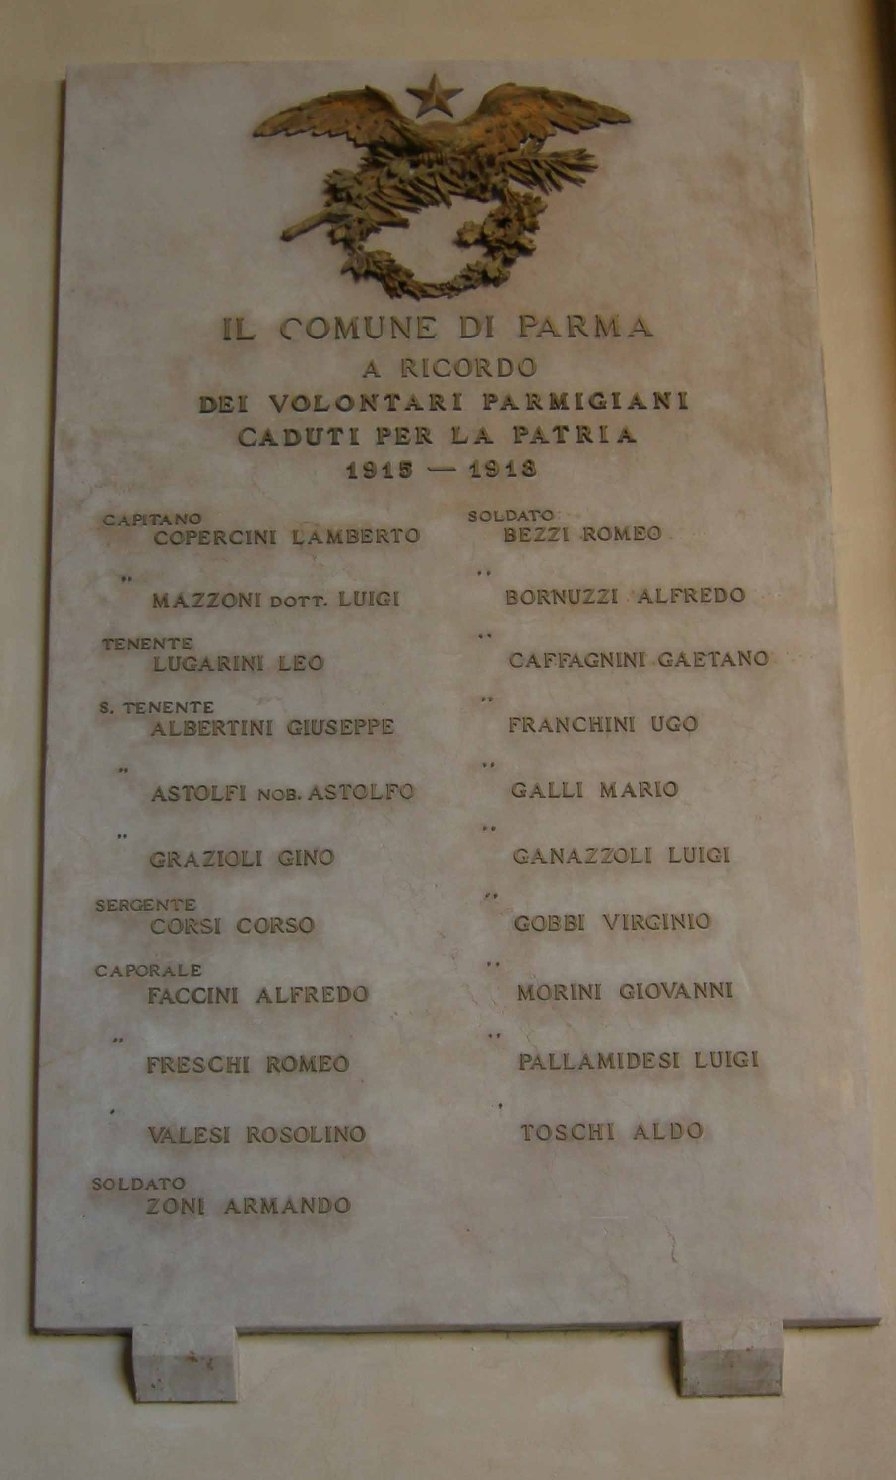 IL COMUNE DI PARMA
A RICORDO
DEI VOLONTARI PARMIGIANI
CADUTI PER LA PATRIA
1915 — 1918
CAPITANO
COPERCINI LAMBERTO
" MAZZONI DOTT. LUIGI
TENENTE
LUGARINI LEO
S. TENENTE
ALBERTINI GIUSEPPE
" ASTOLFI NOB. ASTOLFO
" GRAZIOLI GINO
SERGENTE
CORSI CORSO
CAPORALE
FACCINI ALFREDO
" FRESCHI ROMEO
' VALESI ROSOLINO
SOLDATO
ZONI ARMANDO
SOLDATO
BEZZI ROMEO
" BORNUZZI ALFREDO
" CAFFAGNINI GAETANO
" FRANCHINI UGO
" GALLI MARIO
" GANAZZOLI LUIGI
" GOBBI VIRGINIO
" MORINI GIOVANNI
" PALLAMIDESI LUIGI
' TOSCHI ALDO